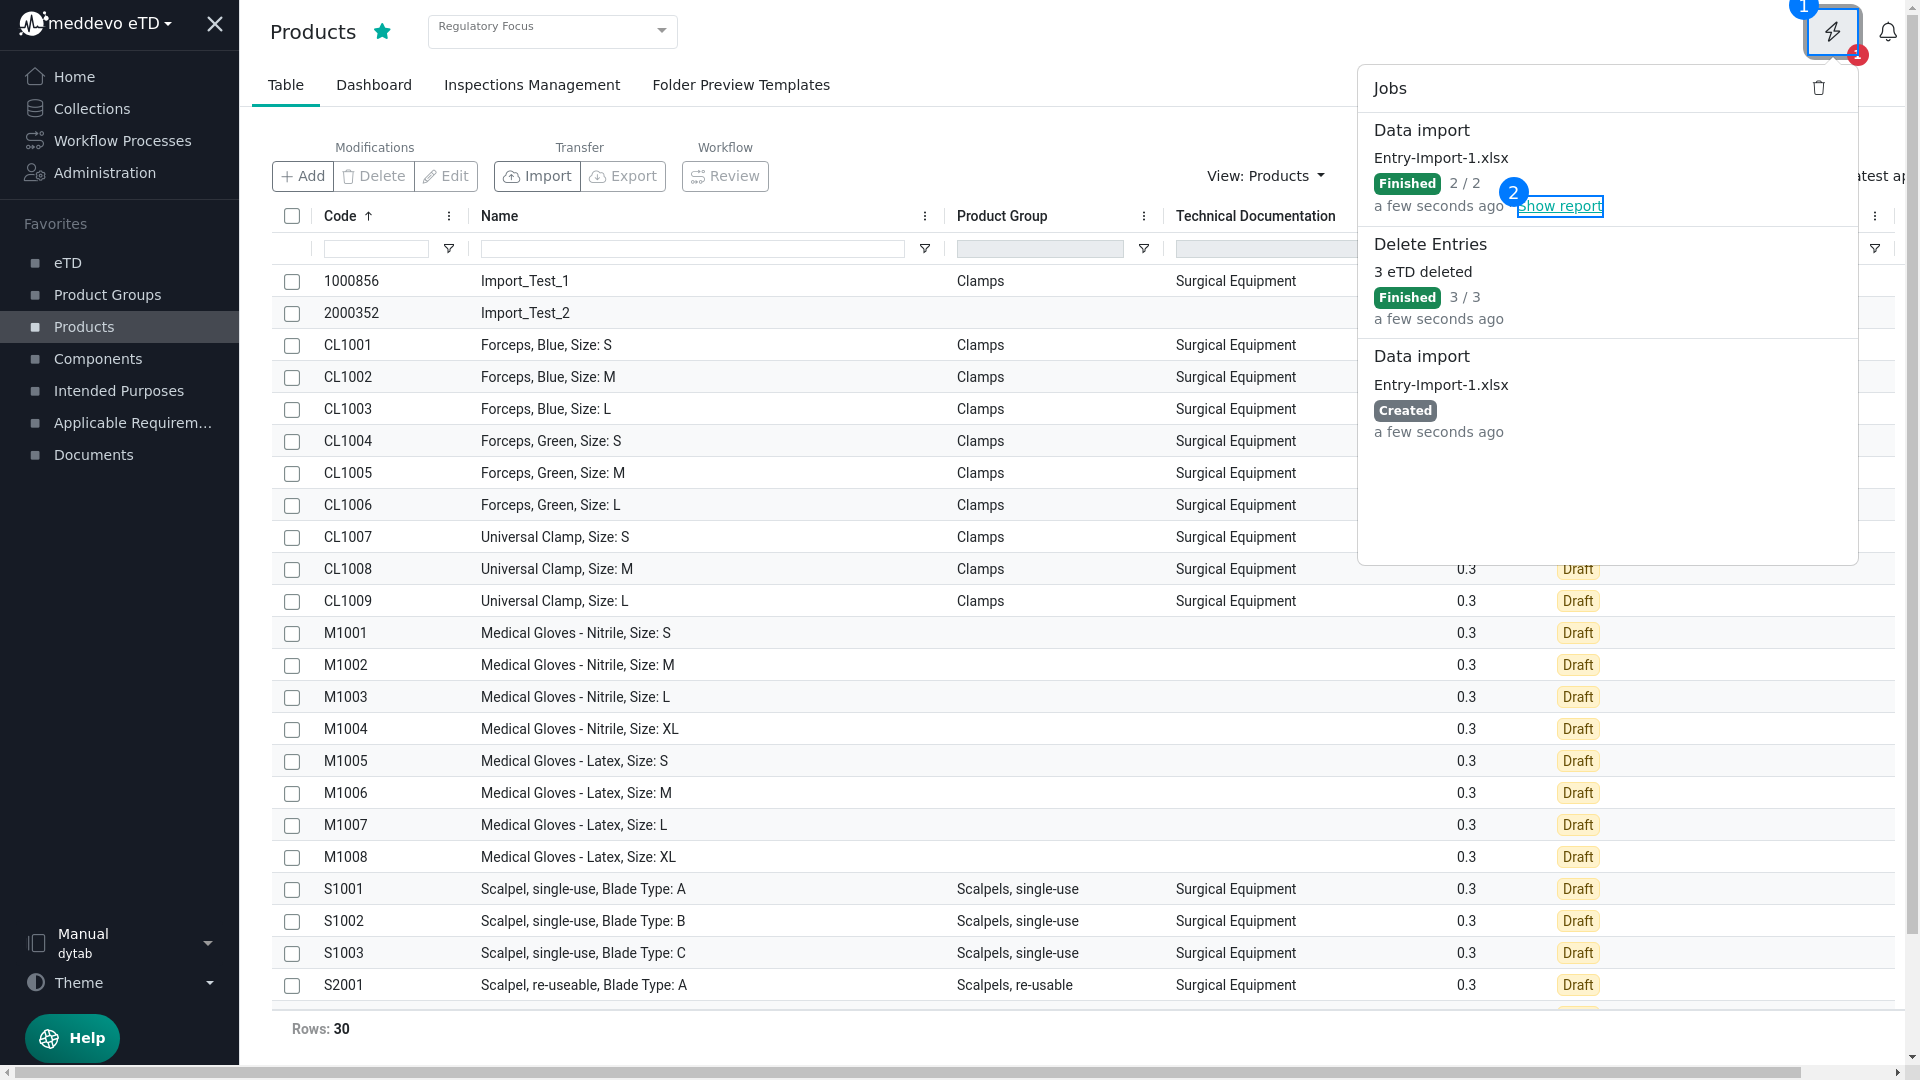 meddevo eTD
Home
Collections
Workflow Processes
Administration
Favorites
eTD
Product Groups
Products
Components
Intended Purposes
Applicable Requirem...
Documents
Manual
dytab
Theme
Help
Products
Regulatory Focus
1
1
Table Dashboard Inspections Management Folder Preview Templates
Modifications Transfer Workflow
Add Delete Edit Import Export Review
View: Products
Code Name Product Group Technical Documentation
1000856 Import_Test_1 Clamps Surgical Equipment
2000352 Import_Test_2
CL1001 Forceps, Blue, Size: S Clamps Surgical Equipment
CL1002 Forceps, Blue, Size: M Clamps Surgical Equipment
CL1003 Forceps, Blue, Size: L Clamps Surgical Equipment
CL1004 Forceps, Green, Size: S Clamps Surgical Equipment
CL1005 Forceps, Green, Size: M Clamps Surgical Equipment
CL1006 Forceps, Green, Size: L Clamps Surgical Equipment
CL1007 Universal Clamp, Size: S Clamps Surgical Equipment
CL1008 Universal Clamp, Size: M Clamps Surgical Equipment 0.3 Draft
CL1009 Universal Clamp, Size: L Clamps Surgical Equipment 0.3 Draft
M1001 Medical Gloves - Nitrile, Size: S 0.3 Draft
M1002 Medical Gloves - Nitrile, Size: M 0.3 Draft
M1003 Medical Gloves - Nitrile, Size: L 0.3 Draft
M1004 Medical Gloves - Nitrile, Size: XL 0.3 Draft
M1005 Medical Gloves - Latex, Size: S 0.3 Draft
M1006 Medical Gloves - Latex, Size: M 0.3 Draft
M1007 Medical Gloves - Latex, Size: L 0.3 Draft
M1008 Medical Gloves - Latex, Size: XL 0.3 Draft
S1001 Scalpel, single-use, Blade Type: A Scalpels, single-use Surgical Equipment 0.3 Draft
S1002 Scalpel, single-use, Blade Type: B Scalpels, single-use Surgical Equipment 0.3 Draft
S1003 Scalpel, single-use, Blade Type: C Scalpels, single-use Surgical Equipment 0.3 Draft
S2001 Scalpel, re-useable, Blade Type: A Scalpels, re-usable Surgical Equipment 0.3 Draft
Rows: 30
Jobs
Data import
Entry-Import-1.xlsx
Finished 2 / 2
2
a few seconds ago Show report
Delete Entries
3 eTD deleted
Finished 3 / 3
a few seconds ago
Data import
Entry-Import-1.xlsx
Created
a few seconds ago